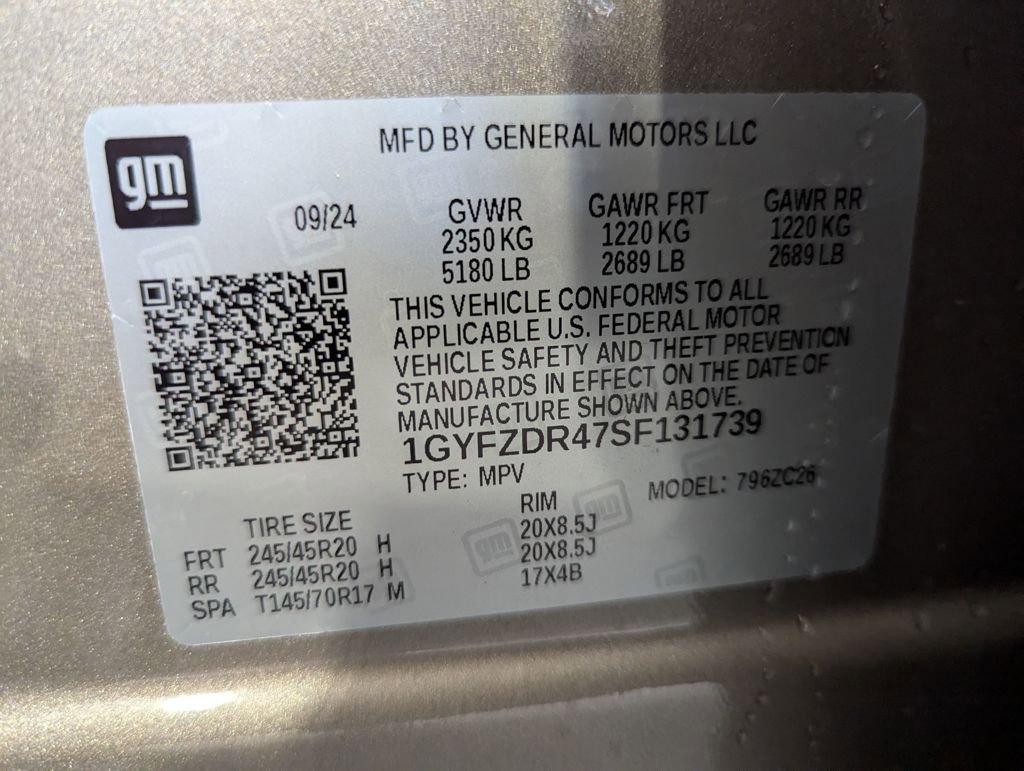 gm
MFD BY GENERAL MOTORS LLC
09/24
GVWR GAWR FRT GAWR RR
2350 KG 1220 KG 1220 KG
5180 LB 2689 LB 2689 LB
THIS VEHICLE CONFORMS TO ALL
APPLICABLE U.S. FEDERAL MOTOR
VEHICLE SAFETY AND THEFT PREVENTION
STANDARDS IN EFFECT ON THE DATE OF
MANUFACTURE SHOWN ABOVE.
1GYFZDR47SF131739
TYPE: MPV MODEL: 796ZC26
TIRE SIZE RIM
FRT 245/45R20 H 20X8.5J
RR 245/45R20 H 20X8.5J
SPA T145/70R17 M 17X4B
gm
gm